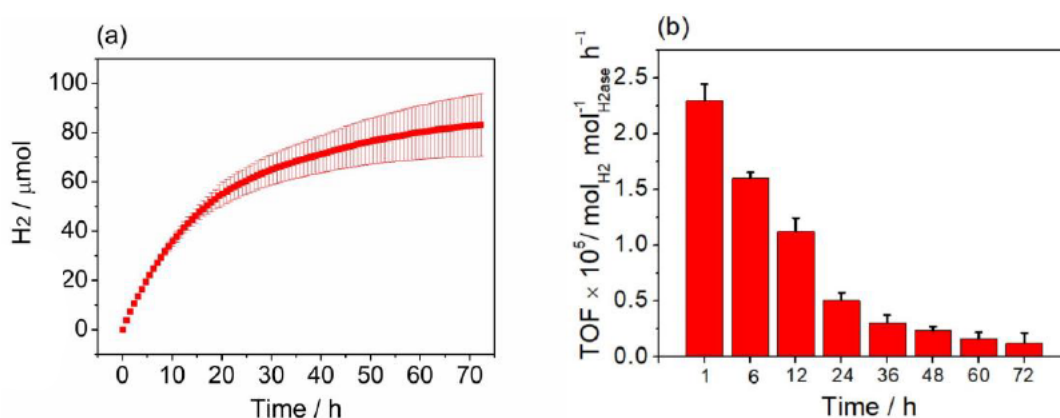 (a)
H2 / μmol
100
80
60
40
20
0
0 10 20 30 40 50 60 70
Time / h
(b)
TOF × 10⁵/ mol_H2 mol⁻¹_H2ase h⁻¹
2.5
2.0
1.5
1.0
0.5
0.0
1 6 12 24 36 48 60 72
Time / h